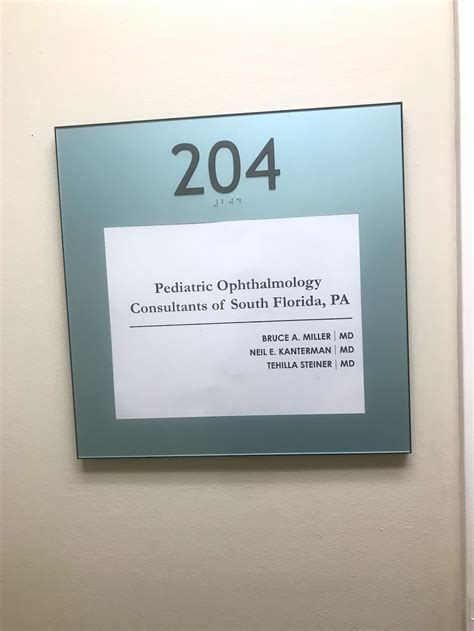 204
Pediatric Ophthalmology
Consultants of South Florida, PA
BRUCE A. MILLER | MD
NEIL E. KANTERMAN | MD
TEHILLA STEINER | MD